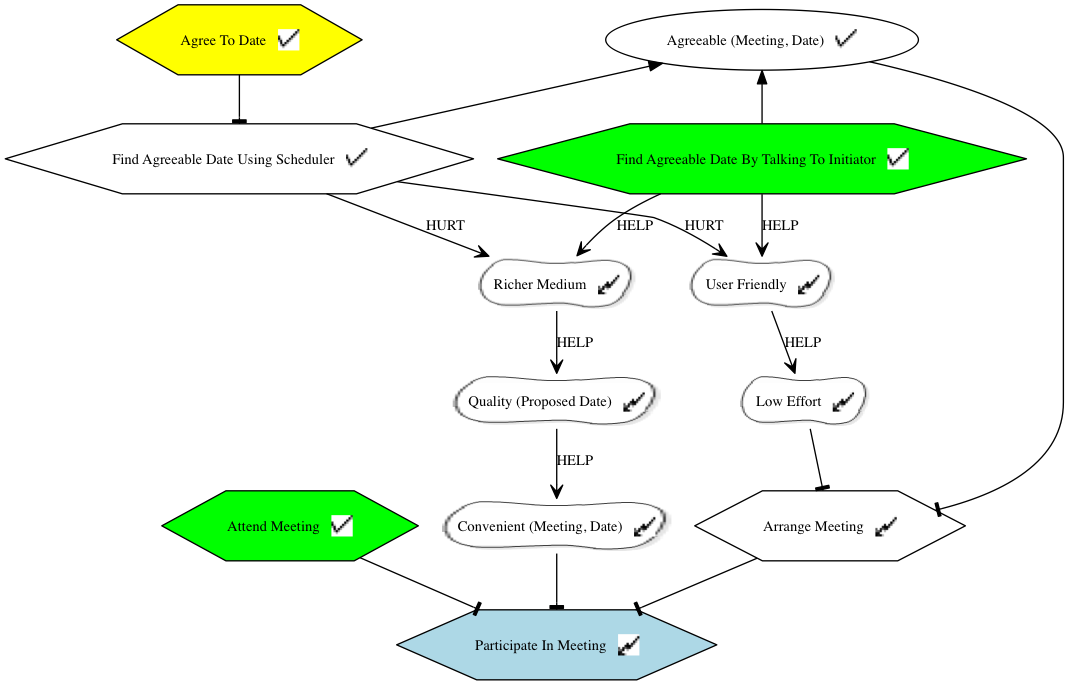 Agree To Date
Agreeable (Meeting, Date)
Find Agreeable Date Using Scheduler
Find Agreeable Date By Talking To Initiator
HURT
HELP
HURT
HELP
Richer Medium
User Friendly
HELP
HELP
Quality (Proposed Date)
Low Effort
HELP
Attend Meeting
Convenient (Meeting, Date)
Arrange Meeting
Participate In Meeting